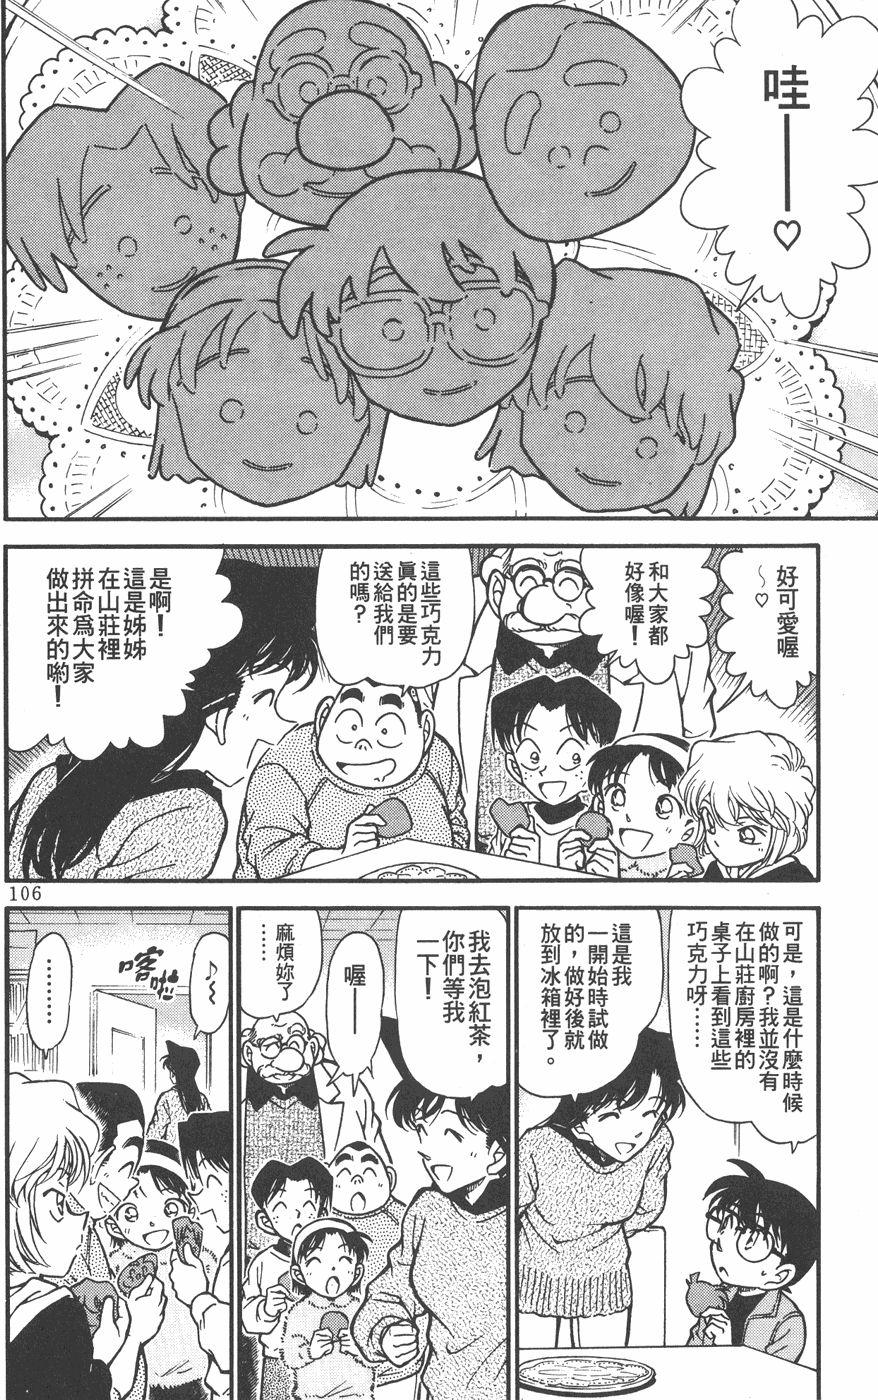 哇——♡
好可愛喔
～♡
和大家都
好像喔！
這些巧克力
眞的是要
送給我們
的嗎？
是啊！
這是姊姊
在山莊裡
拼命爲大家
做出來的喲！
106
可是，這是什麼時候
做的啊？我並沒有
在山莊廚房裡的
桌子上看到這些
巧克力呀……
這是我
一開始時試做
的，做好後就
放到冰箱裡了。
我去泡紅茶，
你們等我
一下！
喔——
麻煩妳了
……
♪～
喀啦
………